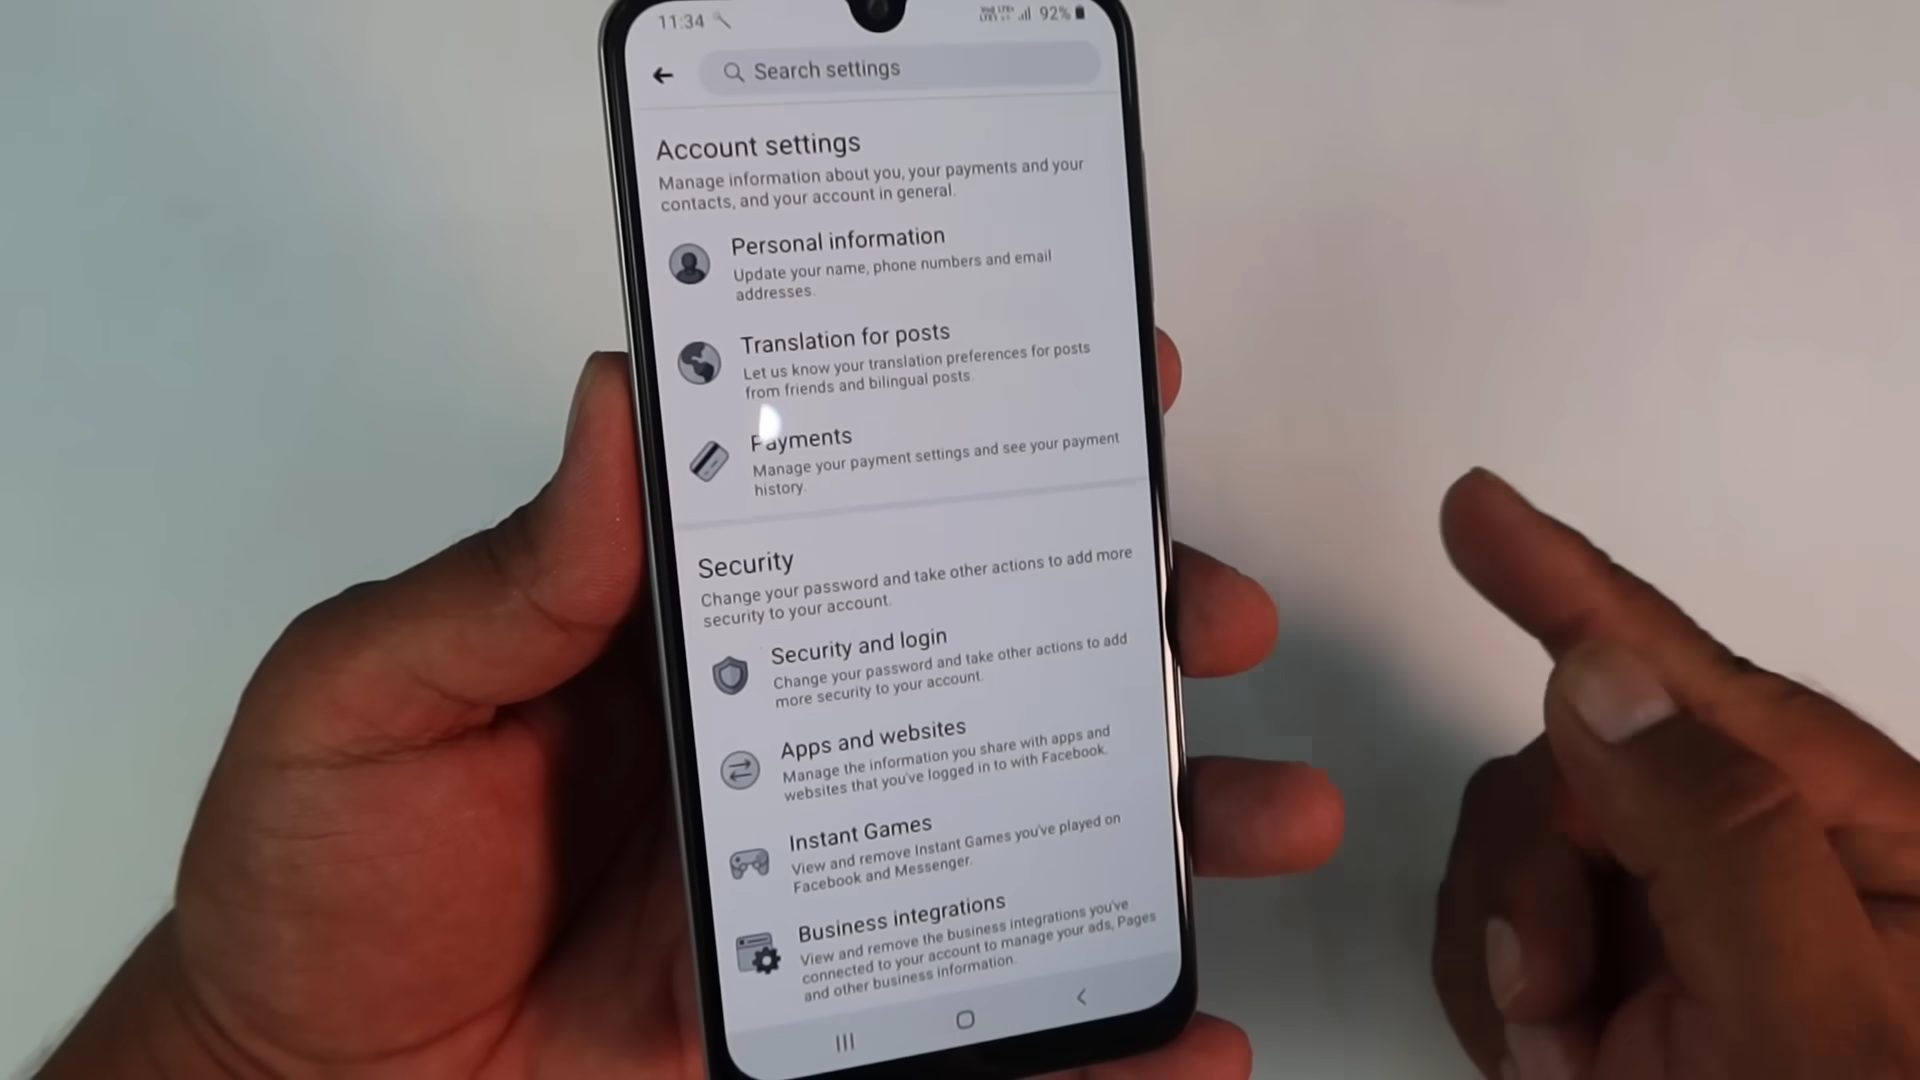 11:34
92%
Search settings
Account settings
Manage information about you, your payments and your
contacts, and your account in general.
Personal information
Update your name, phone numbers and email
addresses.
Translation for posts
Let us know your translation preferences for posts
from friends and bilingual posts.
Payments
Manage your payment settings and see your payment
history.
Security
Change your password and take other actions to add more
security to your account.
Security and login
Change your password and take other actions to add
more security to your account.
Apps and websites
Manage the information you share with apps and
websites that you've logged in to with Facebook.
Instant Games
View and remove Instant Games you've played on
Facebook and Messenger.
Business integrations
View and remove the business integrations you've
connected to your account to manage your ads, Pages
and other business information.